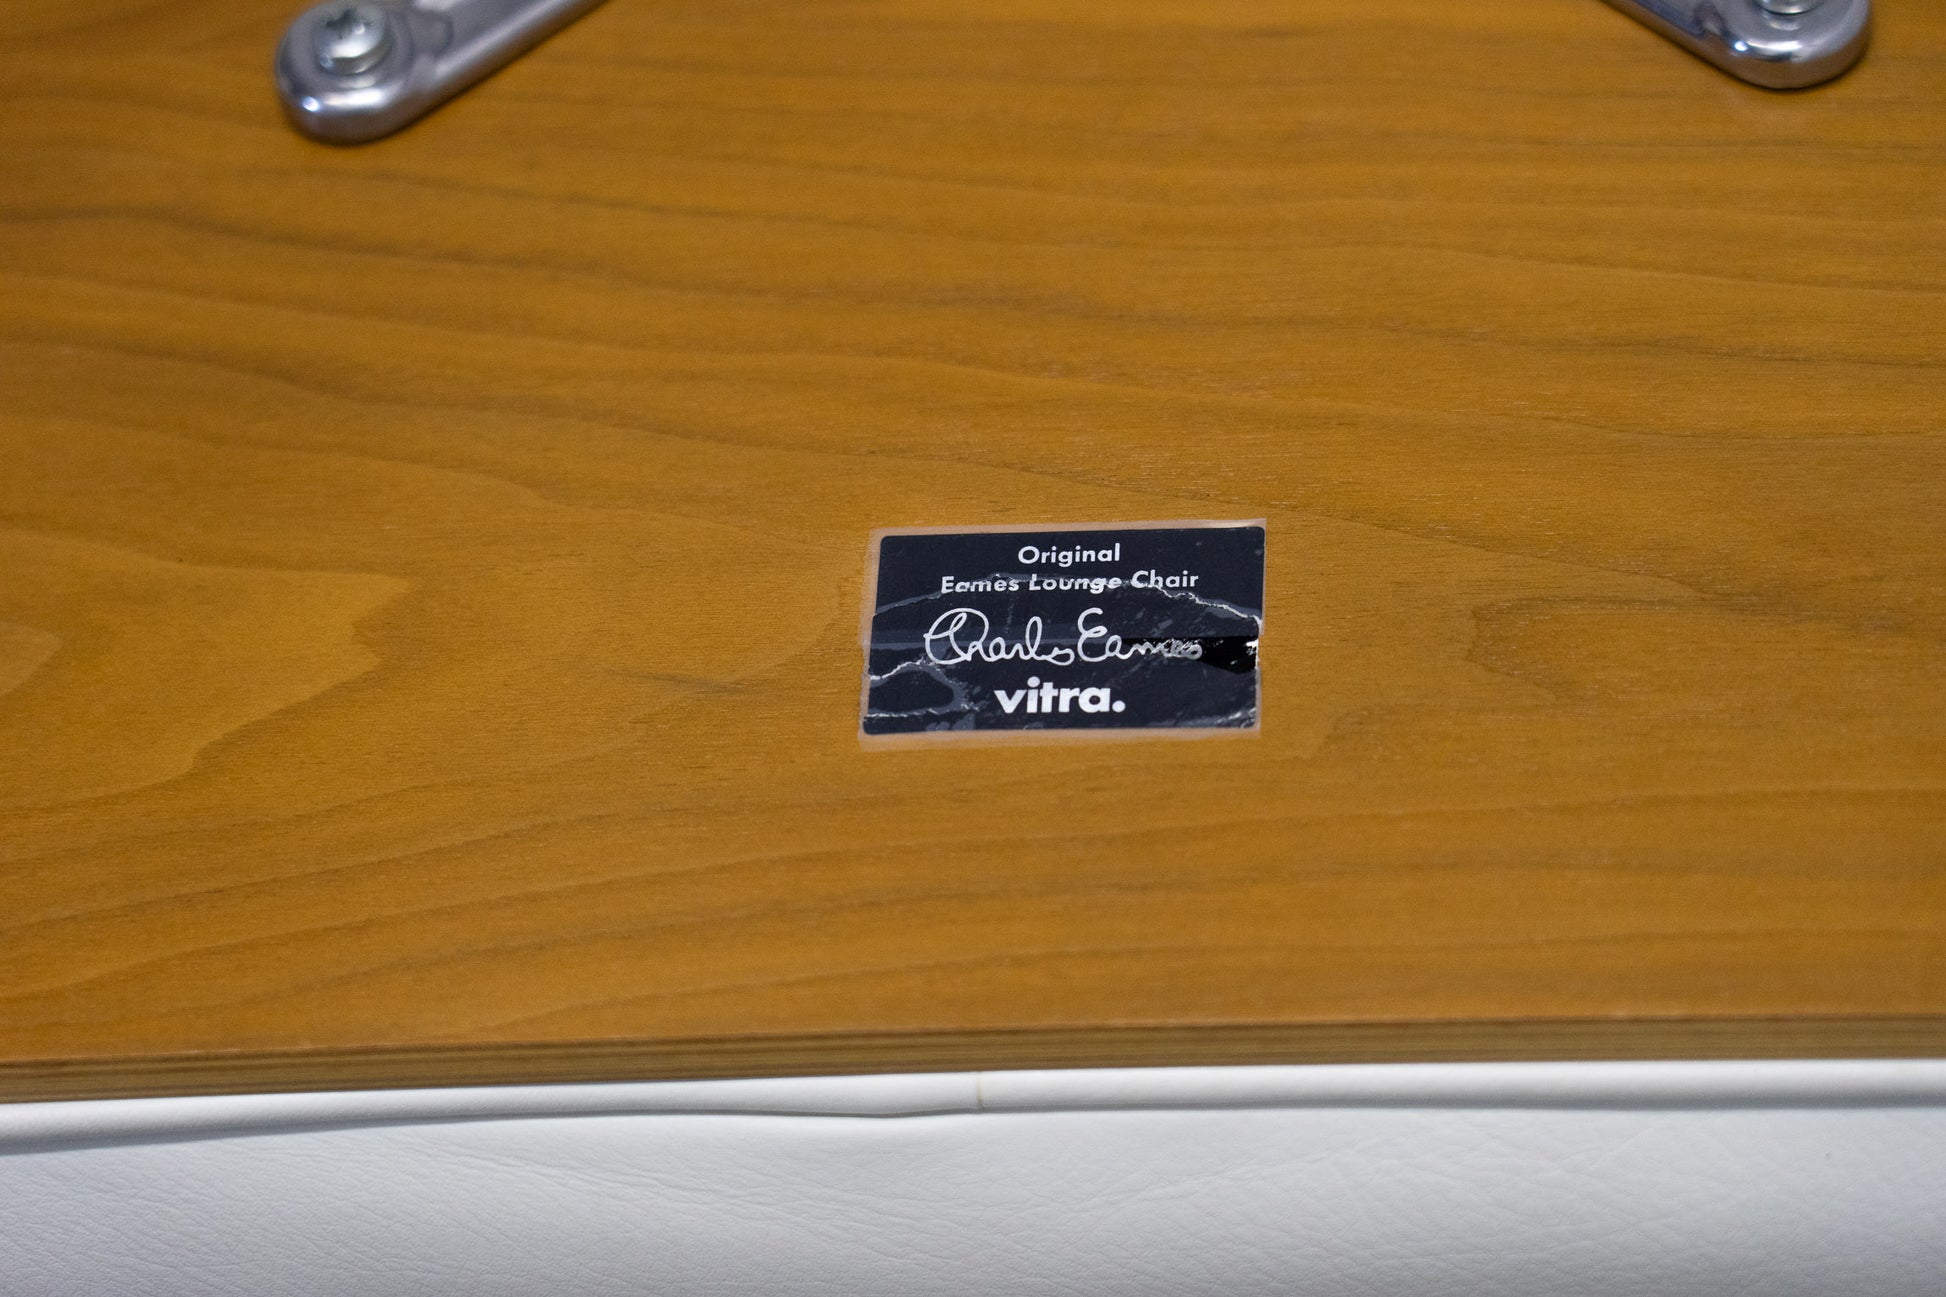 Original
Eames Lounge Chair
Charles Eames
vitra.